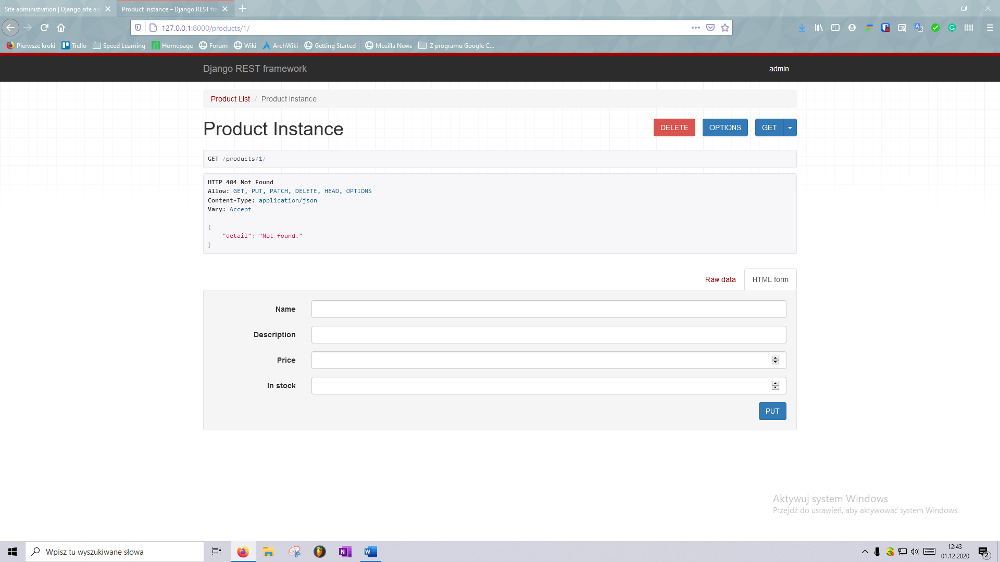 Site administration | Django site ad
Product Instance – Django REST fra
127.0.0.1:8000/products/1/
Pierwsze kroki
Trello
Speed Learning
Homepage
Forum
Wiki
ArchWiki
Getting Started
Mozilla News
Z programu Google C...
Django REST framework
admin
Product List / Product Instance
Product Instance
DELETE
OPTIONS
GET
GET /products/1/
HTTP 404 Not Found
Allow: GET, PUT, PATCH, DELETE, HEAD, OPTIONS
Content-Type: application/json
Vary: Accept
{
"detail": "Not found."
}
Raw data
HTML form
Name
Description
Price
In stock
PUT
Aktywuj system Windows
Przejdź do ustawień, aby aktywować system Windows.
Wpisz tu wyszukiwane słowa
12:43
01.12.2020
2